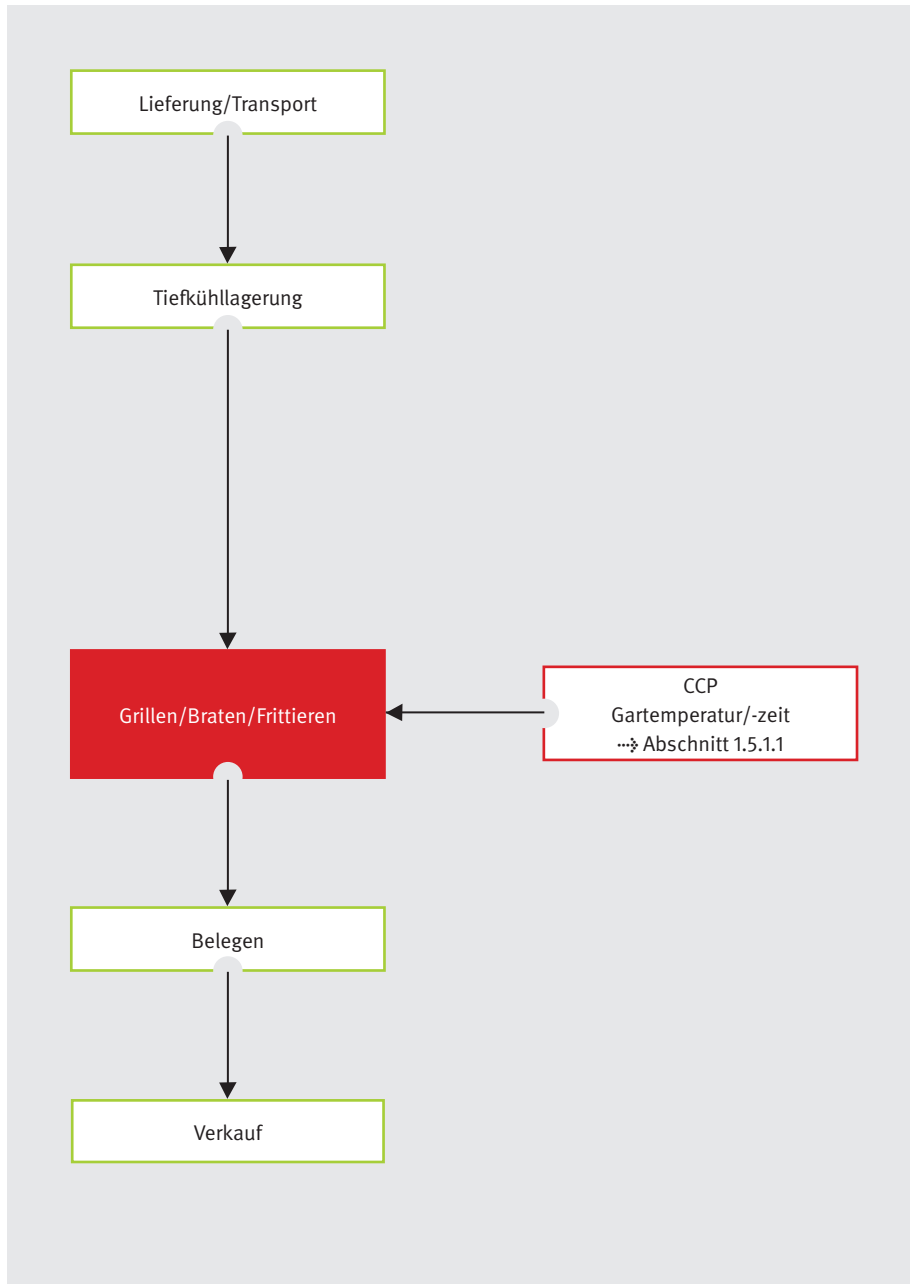 Lieferung/Transport
Tiefkühllagerung
Grillen/Braten/Frittieren
CCP
Gartemperatur/-zeit
Abschnitt 1.5.1.1
Belegen
Verkauf